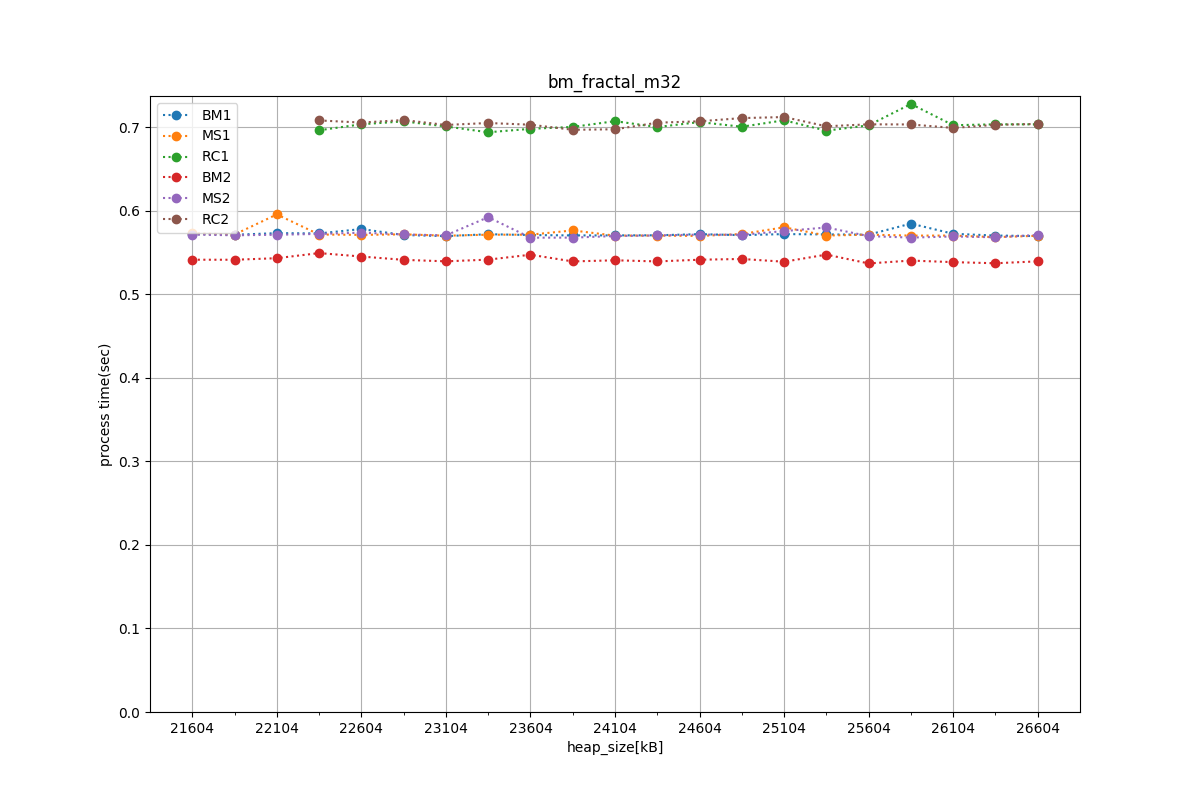 bm_fractal_m32
BM1
MS1
RC1
BM2
MS2
RC2
process time(sec)
0.7
0.6
0.5
0.4
0.3
0.2
0.1
0.0
21604 22104 22604 23104 23604 24104 24604 25104 25604 26104 26604
heap_size[kB]